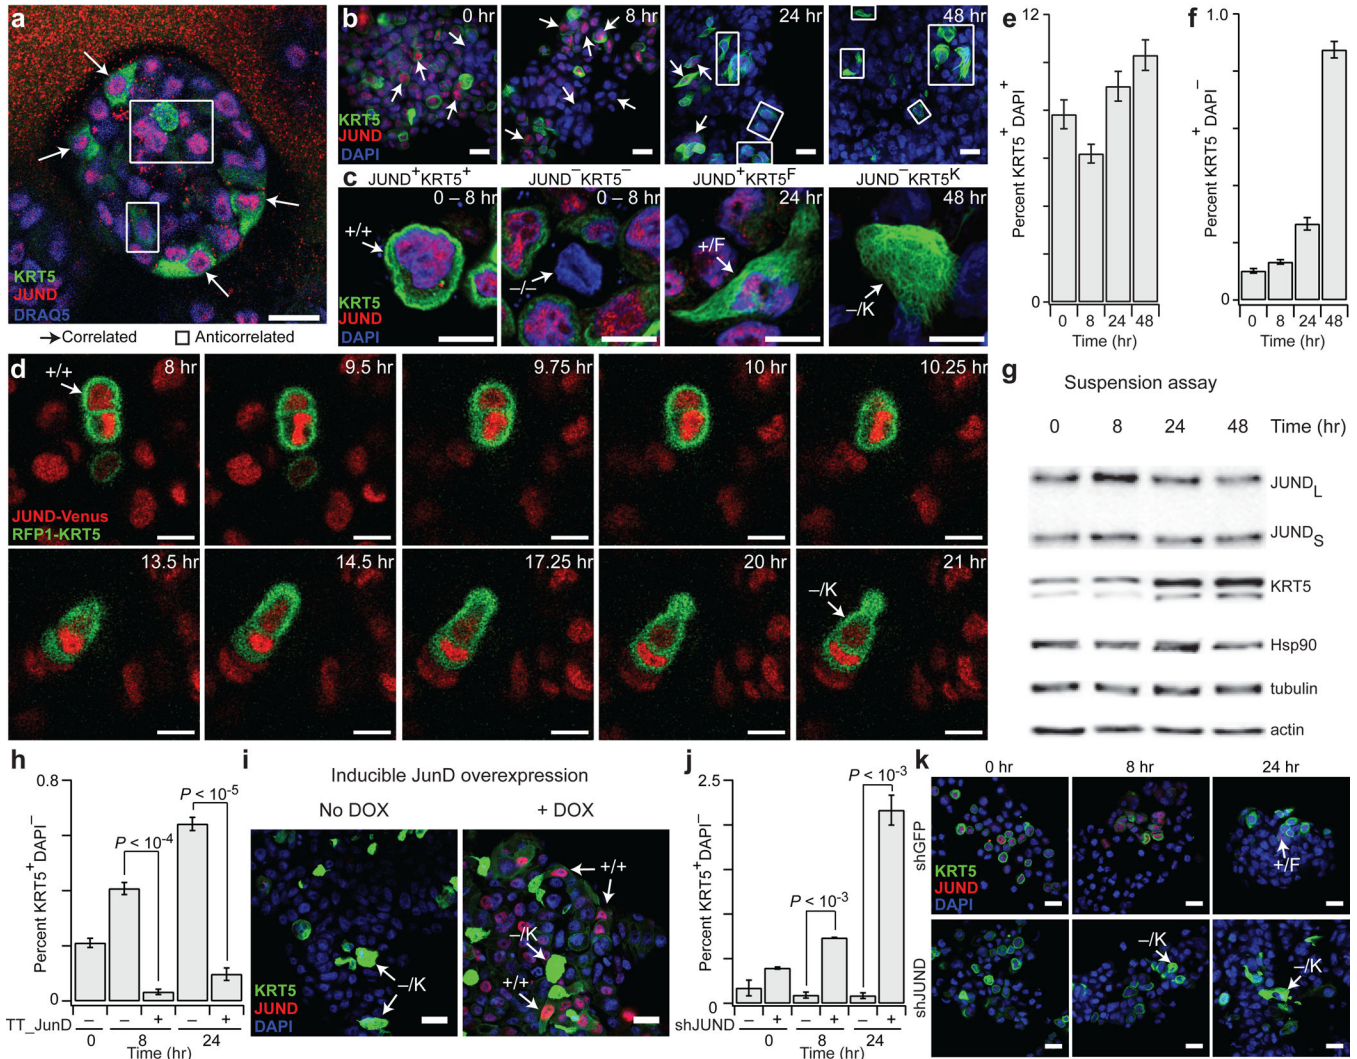 a
KRT5
JUND
DRAQ5
Correlated
Anticorrelated
b
0 hr
8 hr
24 hr
48 hr
KRT5
JUND
DAPI
c
JUND+KRT5+
JUND–KRT5–
JUND+KRT5F
JUND–KRT5K
0 – 8 hr
0 – 8 hr
24 hr
48 hr
+/+
–/–
+/F
–/K
KRT5
JUND
DAPI
d
8 hr
9.5 hr
9.75 hr
10 hr
10.25 hr
+/+
JUND-Venus
RFP1-KRT5
13.5 hr
14.5 hr
17.25 hr
20 hr
21 hr
–/K
e
12
Percent KRT5+ DAPI+
0
0 8 24 48
Time (hr)
f
1.0
Percent KRT5+ DAPI–
0
0 8 24 48
Time (hr)
g
Suspension assay
0 8 24 48 Time (hr)
JUNDL
JUNDS
KRT5
Hsp90
tubulin
actin
h
0.8
P < 10-5
P < 10-4
Percent KRT5+ DAPI–
0
TT_JunD – – + – +
0 8 24
Time (hr)
i
Inducible JunD overexpression
No DOX
+ DOX
–/K
KRT5
JUND
DAPI
+/+
–/K
+/+
j
2.5
P < 10-3
P < 10-3
Percent KRT5+ DAPI–
0
shJUND – + – + – +
0 8 24
Time (hr)
k
0 hr
8 hr
24 hr
shGFP
KRT5
JUND
DAPI
+/F
shJUND
–/K
–/K